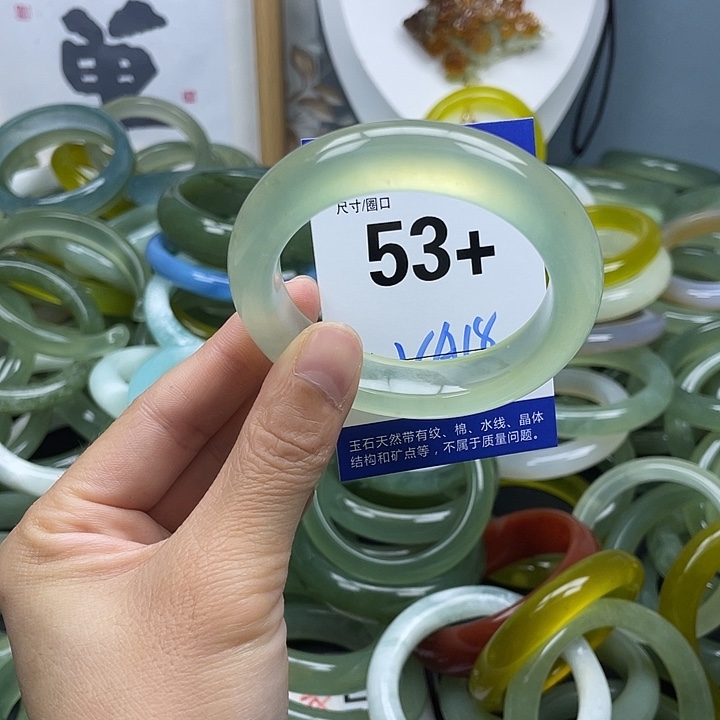 尺寸/圈口
53+
玉石天然带有纹、棉、水线、晶体
结构和矿点等，不属于质量问题。